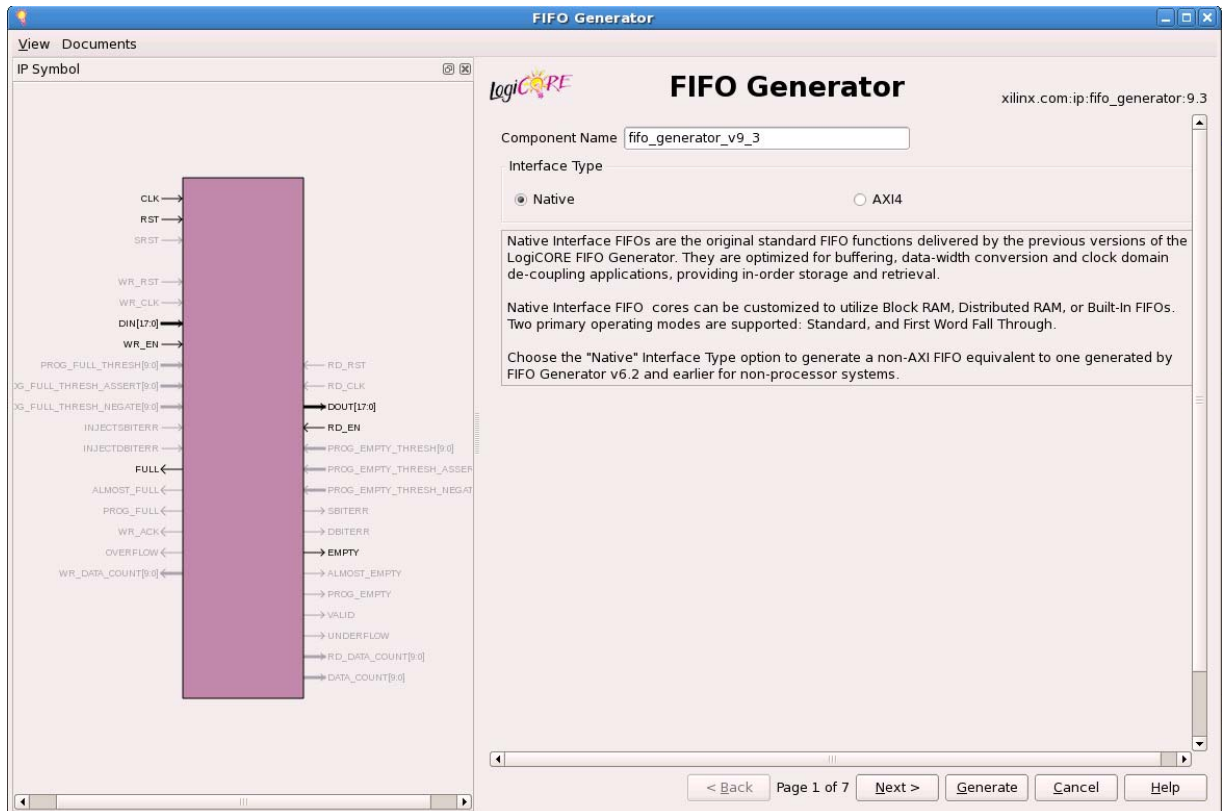 FIFO Generator
View Documents
IP Symbol
CLK
RST
SRST
WR_RST
WR_CLK
DIN[17:0]
WR_EN
PROG_FULL_THRESH[9:0]
OG_FULL_THRESH_ASSERT[9:0]
OG_FULL_THRESH_NEGATE[9:0]
INJECTSBITERR
INJECTDBITERR
FULL
ALMOST_FULL
PROG_FULL
WR_ACK
OVERFLOW
WR_DATA_COUNT[9:0]
RD_RST
RD_CLK
DOUT[17:0]
RD_EN
PROG_EMPTY_THRESH[9:0]
PROG_EMPTY_THRESH_ASSER
PROG_EMPTY_THRESH_NEGAT
SBITERR
DBITERR
EMPTY
ALMOST_EMPTY
PROG_EMPTY
VALID
UNDERFLOW
RD_DATA_COUNT[9:0]
DATA_COUNT[9:0]
LogiCORE
FIFO Generator
xilinx.com:ip:fifo_generator:9.3
Component Name fifo_generator_v9_3
Interface Type
Native AXI4
Native Interface FIFOs are the original standard FIFO functions delivered by the previous versions of the
LogiCORE FIFO Generator. They are optimized for buffering, data-width conversion and clock domain
de-coupling applications, providing in-order storage and retrieval.
Native Interface FIFO cores can be customized to utilize Block RAM, Distributed RAM, or Built-In FIFOs.
Two primary operating modes are supported: Standard, and First Word Fall Through.
Choose the "Native" Interface Type option to generate a non-AXI FIFO equivalent to one generated by
FIFO Generator v6.2 and earlier for non-processor systems.
< Back Page 1 of 7 Next > Generate Cancel Help